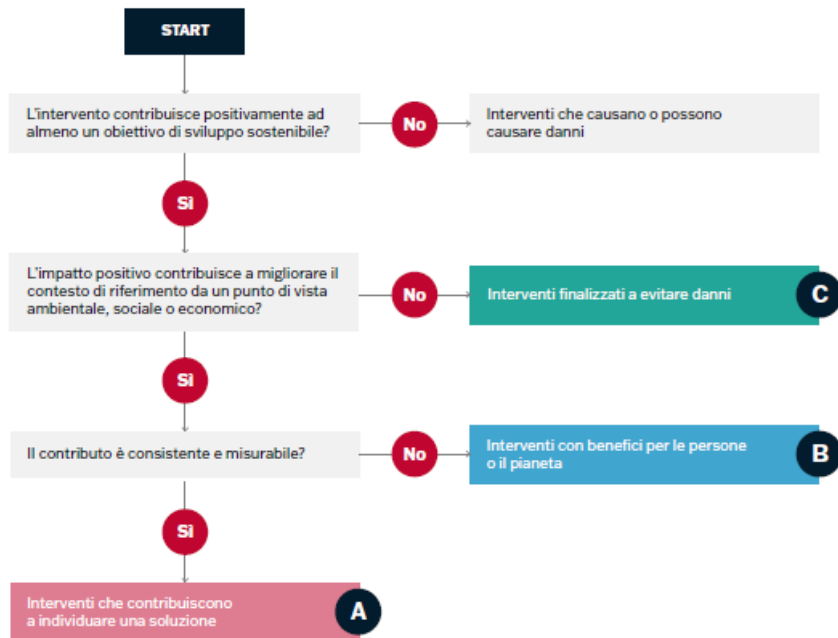 START
L'intervento contribuisce positivamente ad
almeno un obiettivo di sviluppo sostenibile?
No
Interventi che causano o possono
causare danni
Sì
L'impatto positivo contribuisce a migliorare il
contesto di riferimento da un punto di vista
ambientale, sociale o economico?
No
Interventi finalizzati a evitare danni
C
Sì
Il contributo è consistente e misurabile?
No
Interventi con benefici per le persone
o il pianeta
B
Sì
Interventi che contribuiscono
a individuare una soluzione
A